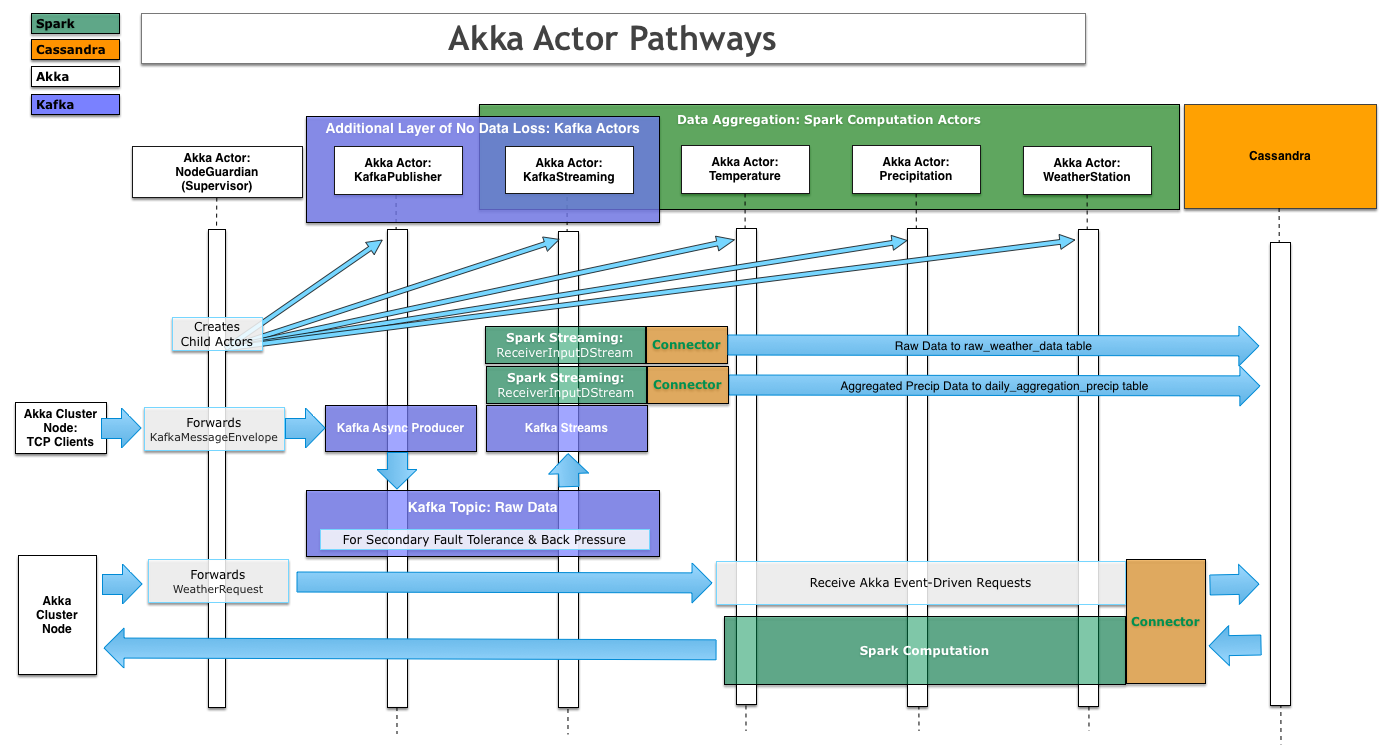 Spark
Cassandra
Akka
Kafka
Akka Actor Pathways
Additional Layer of No Data Loss: Kafka Actors
Data Aggregation: Spark Computation Actors
Akka Actor:
NodeGuardian
(Supervisor)
Akka Actor:
KafkaPublisher
Akka Actor:
KafkaStreaming
Akka Actor:
Temperature
Akka Actor:
Precipitation
Akka Actor:
WeatherStation
Cassandra
Creates
Child Actors
Spark Streaming:
ReceiverInputDStream
Connector
Raw Data to raw_weather_data table
Spark Streaming:
ReceiverInputDStream
Connector
Aggregated Precip Data to daily_aggregation_precip table
Akka Cluster
Node:
TCP Clients
Forwards
KafkaMessageEnvelope
Kafka Async Producer
Kafka Streams
Kafka Topic: Raw Data
For Secondary Fault Tolerance & Back Pressure
Akka
Cluster
Node
Forwards
WeatherRequest
Receive Akka Event-Driven Requests
Connector
Spark Computation